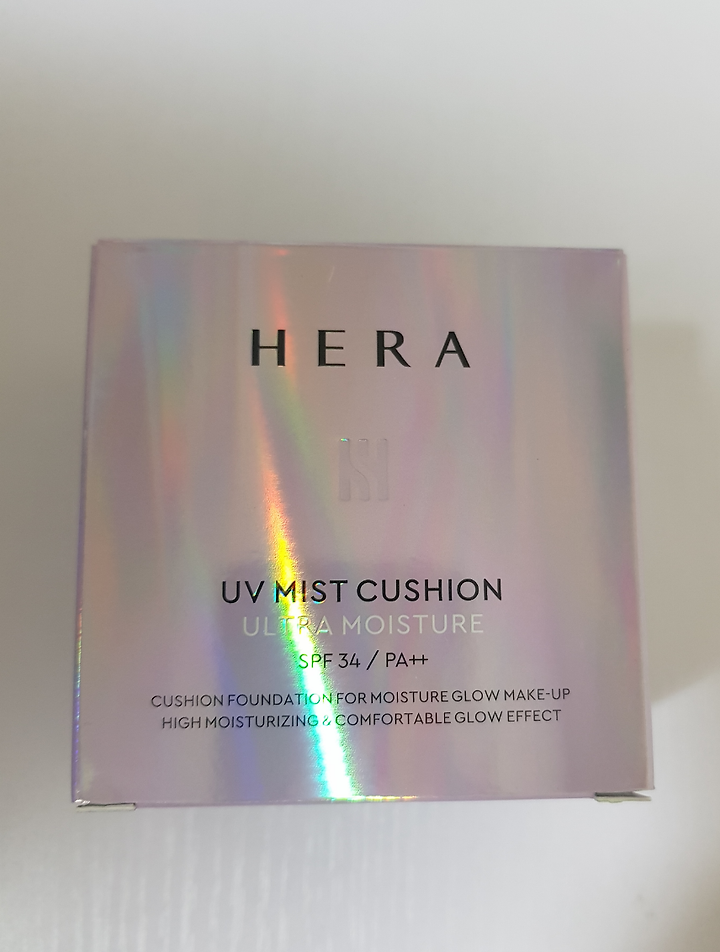 HERA
UV MIST CUSHION
ULTRA MOISTURE
SPF 34 / PA++
CUSHION FOUNDATION FOR MOISTURE GLOW MAKE-UP
HIGH MOISTURIZING & COMFORTABLE GLOW EFFECT